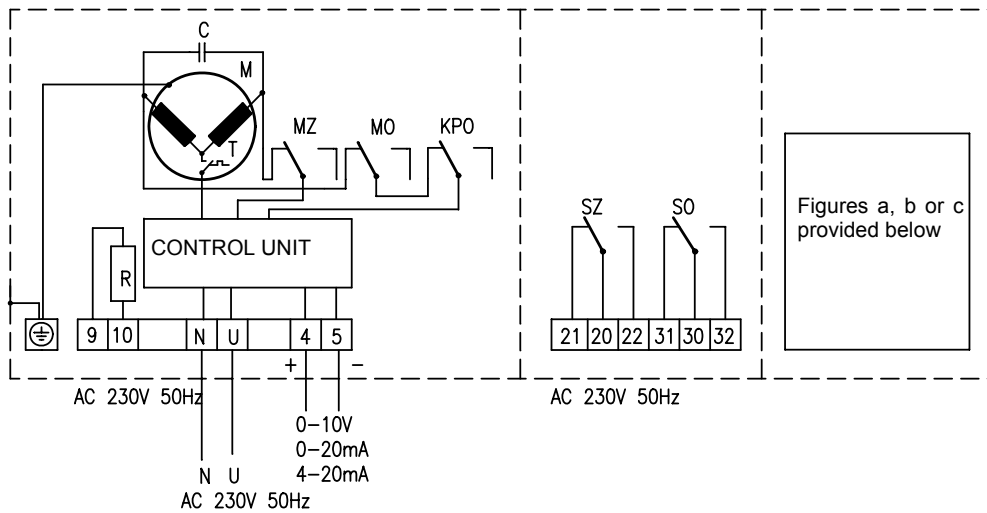 C
M
MZ MO KPO
T
SZ SO
Figures a, b or c
provided below
CONTROL UNIT
R
9 10 N U 4 5
21 20 22 31 30 32
+ −
AC 230V 50Hz
AC 230V 50Hz
0−10V
0−20mA
4−20mA
N U
AC 230V 50Hz